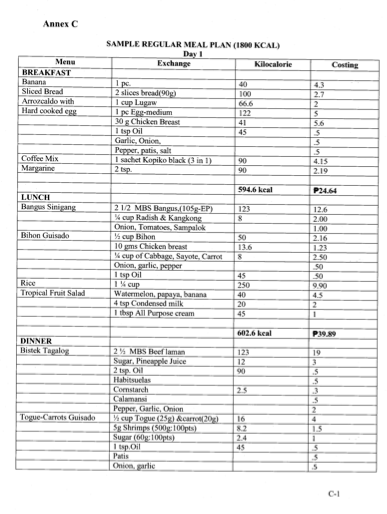 Annex C
SAMPLE REGULAR MEAL PLAN (1800 KCAL)
Day 1
Menu Exchange Kilocalorie Costing
BREAKFAST
Banana 1 pc. 40 4.3
Sliced Bread 2 slices bread(90g) 100 2.7
Arrozcaldo with 1 cup Lugaw 66.6 2
Hard cooked egg 1 pc Egg-medium 122 5
30 g Chicken Breast 41 5.6
1 tsp Oil 45 .5
Garlic, Onion, .5
Pepper, patis, salt .5
Coffee Mix 1 sachet Kopiko black (3 in 1) 90 4.15
Margarine 2 tsp. 90 2.19
594.6 kcal ₱24.64
LUNCH
Bangus Sinigang 2 1/2 MBS Bangus,(105g-EP) 123 12.6
¼ cup Radish & Kangkong 8 2.00
Onion, Tomatoes, Sampalok 1.00
Bihon Guisado ½ cup Bihon 50 2.16
10 gms Chicken breast 13.6 1.23
¼ cup of Cabbage, Sayote, Carrot 8 2.50
Onion, garlic, pepper .50
1 tsp Oil 45 .50
Rice 1 ¼ cup 250 9.90
Tropical Fruit Salad Watermelon, papaya, banana 40 4.5
4 tsp Condensed milk 20 2
1 tbsp All Purpose cream 45 1
602.6 kcal ₱39.89
DINNER
Bistek Tagalog 2 ½ MBS Beef laman 123 19
Sugar, Pineapple Juice 12 3
2 tsp. Oil 90 .5
Habitsuelas .5
Cornstarch 2.5 .3
Calamansi .5
Pepper, Garlic, Onion 2
Togue-Carrots Guisado ½ cup Togue (25g) &carrot(20g) 16 4
5g Shrimps (500g:100pts) 8.2 1.5
Sugar (60g:100pts) 2.4 1
1 tsp.Oil 45 .5
Patis .5
Onion, garlic .5
C-1